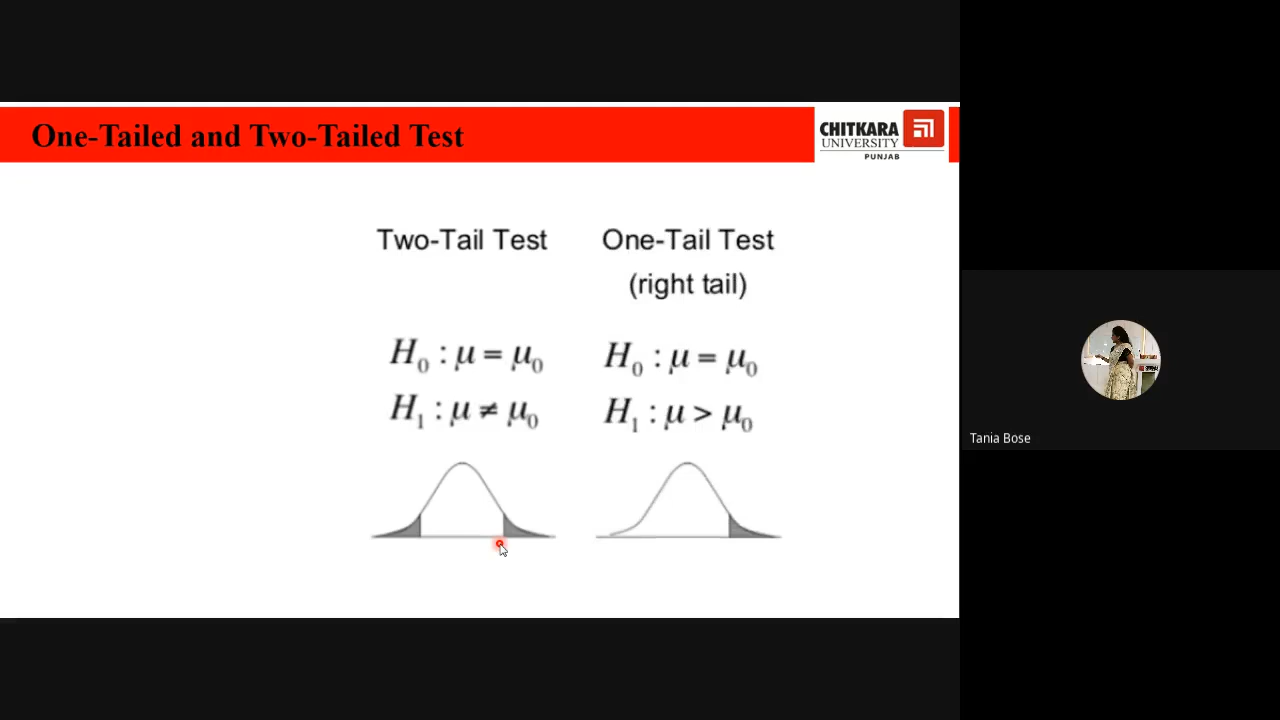 One-Tailed and Two-Tailed Test
CHITKARA
UNIVERSITY
PUNJAB
Two-Tail Test
One-Tail Test
(right tail)
H₀ : μ = μ₀
H₁ : μ ≠ μ₀
H₀ : μ = μ₀
H₁ : μ > μ₀
Tania Bose